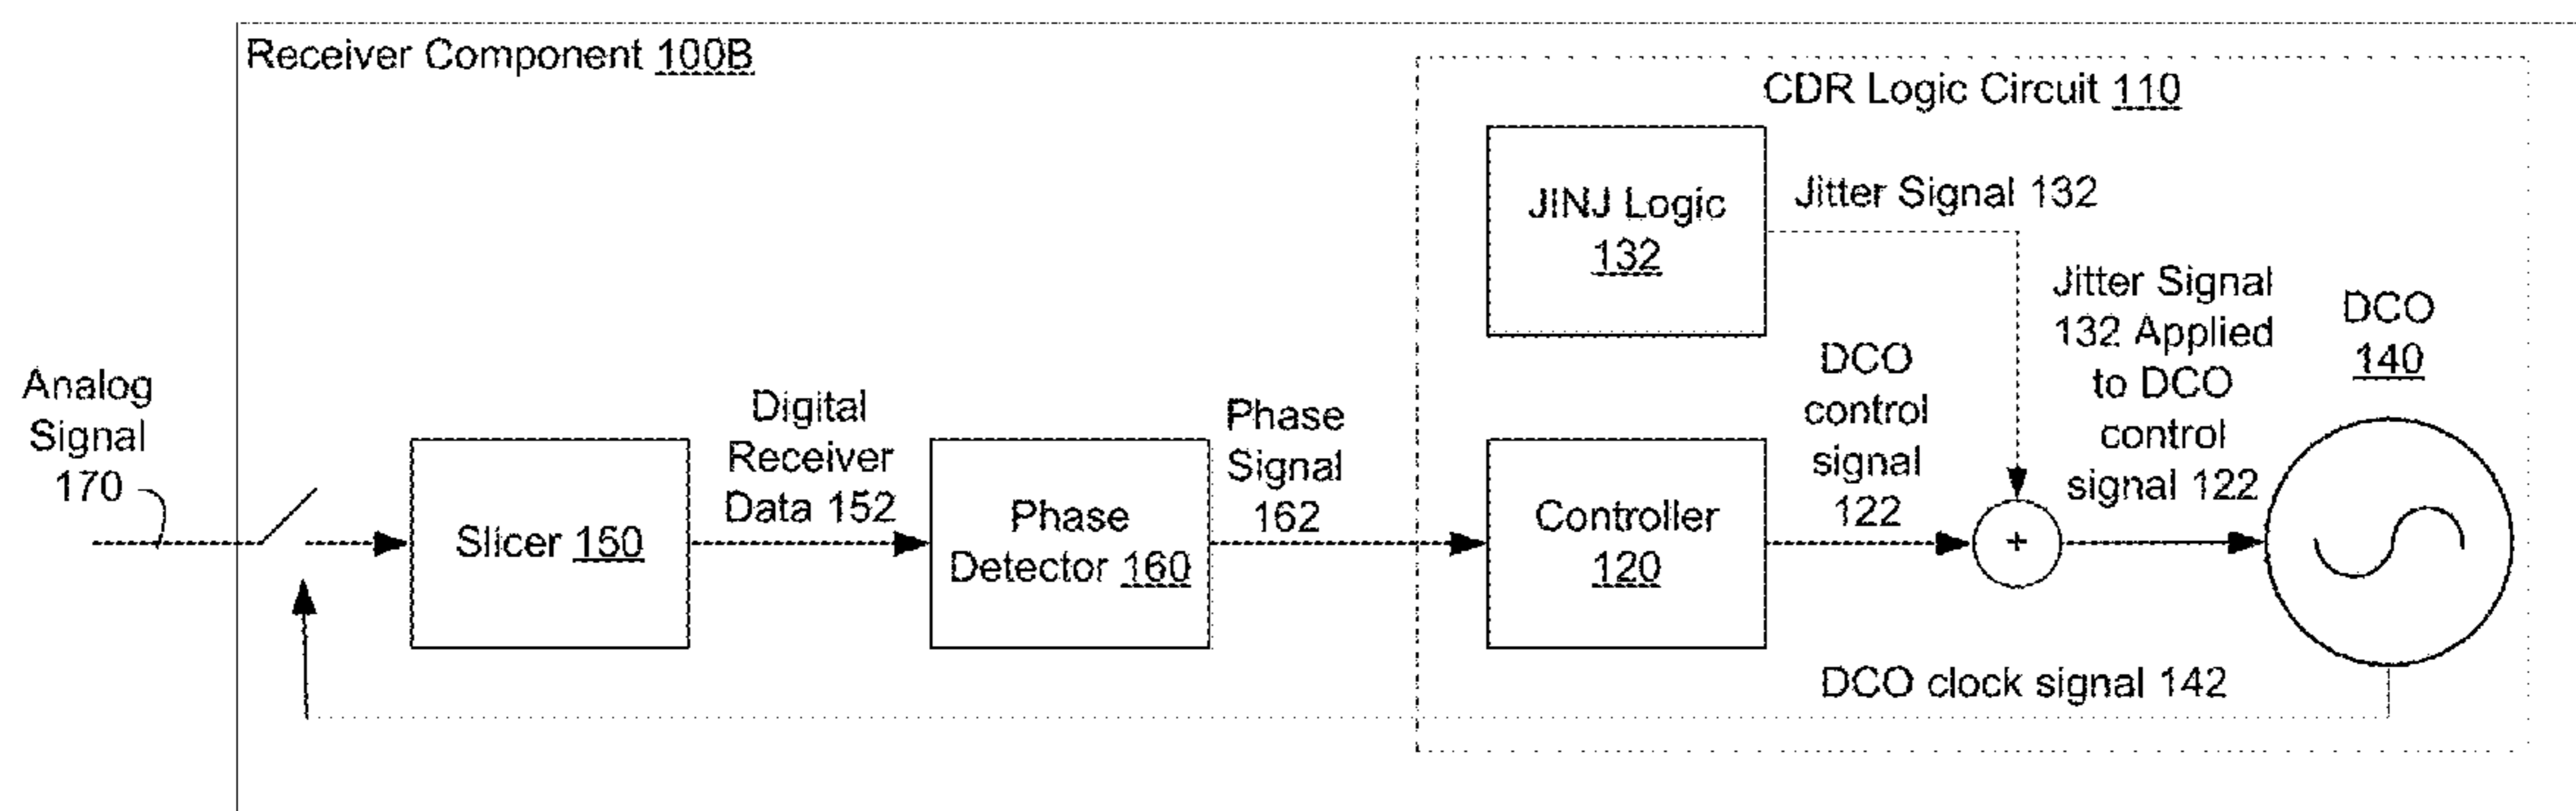 Receiver Component 100B
CDR Logic Circuit 110
JINJ Logic
132
Jitter Signal 132
Jitter Signal
132 Applied
to DCO
control
signal 122
DCO
140
Analog
Signal
170
Slicer 150
Digital
Receiver
Data 152
Phase
Detector 160
Phase
Signal
162
Controller
120
DCO
control
signal
122
+
DCO clock signal 142